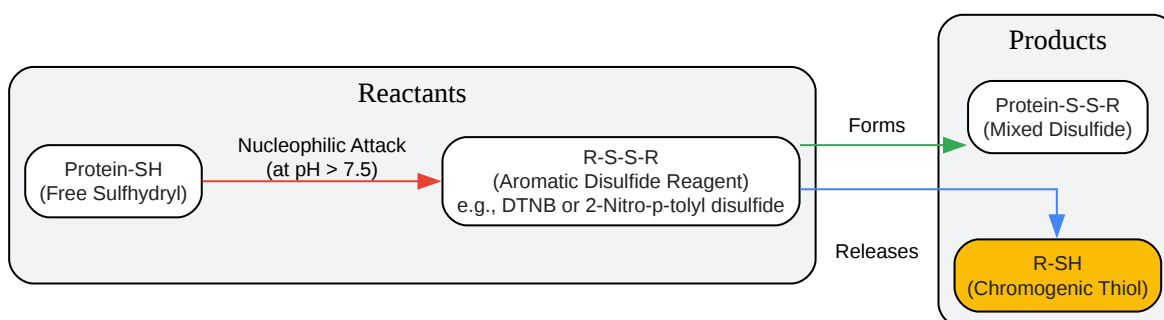 Products
Reactants
Protein-SH
(Free Sulfhydryl)
Nucleophilic Attack
(at pH > 7.5)
R-S-S-R
(Aromatic Disulfide Reagent)
e.g., DTNB or 2-Nitro-p-tolyl disulfide
Forms
Protein-S-S-R
(Mixed Disulfide)
Releases
R-SH
(Chromogenic Thiol)